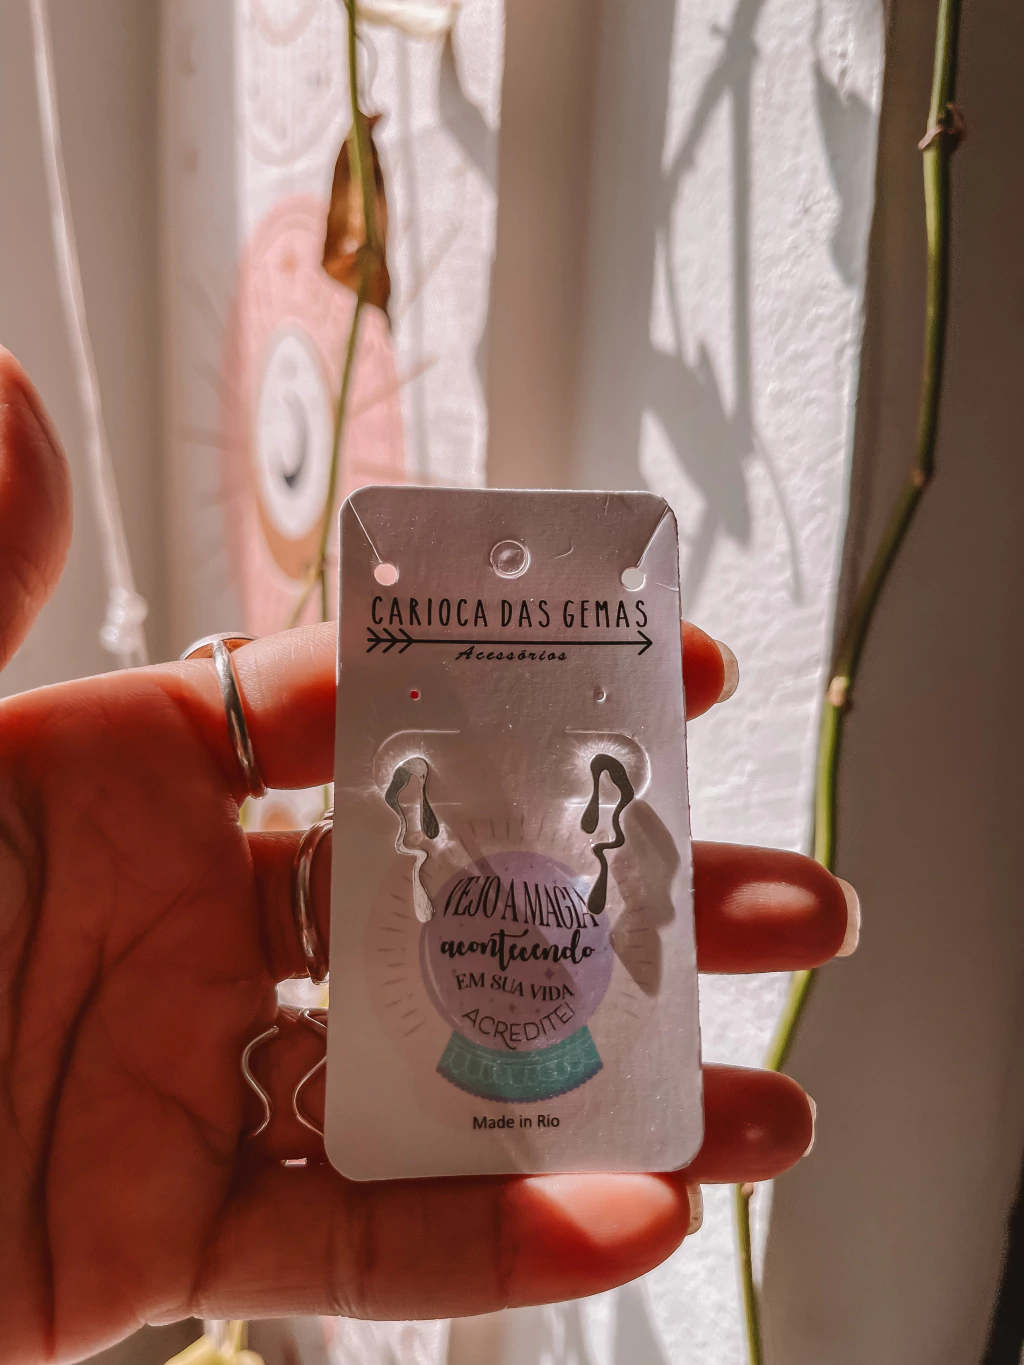 CARIOCA DAS GEMAS
Acessórios
VEJO A MAGIA
acontecendo
EM SUA VIDA
ACREDITE!
Made in Rio